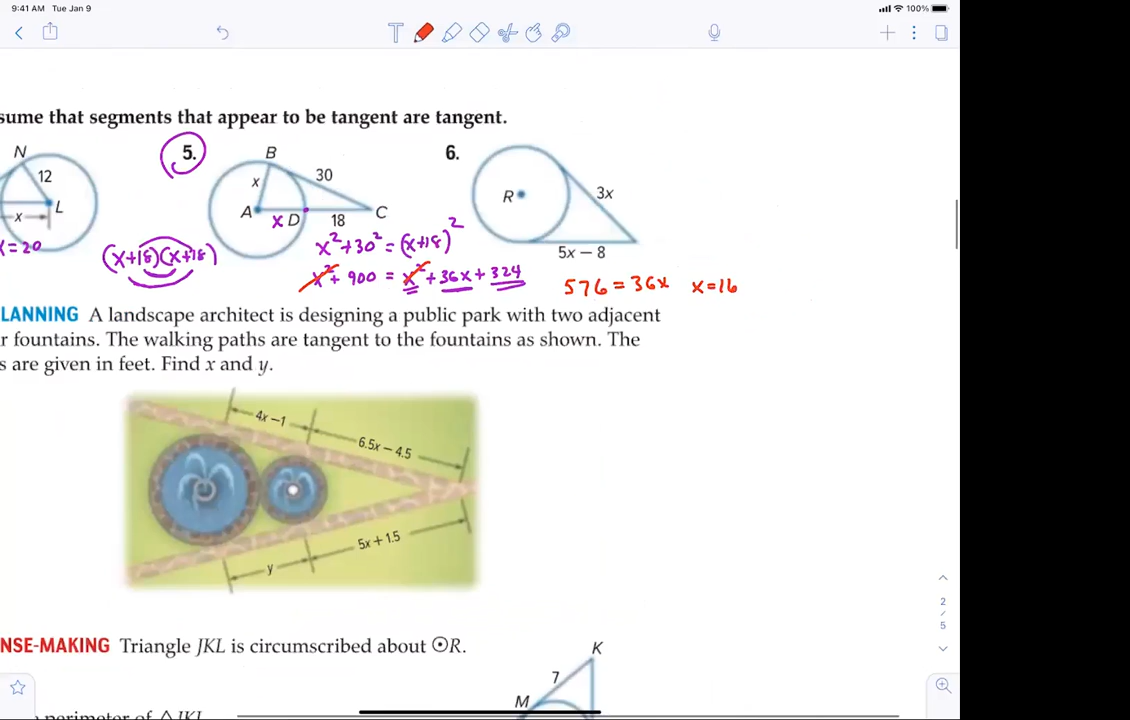 9:41 AM Tue Jan 9
100%
sume that segments that appear to be tangent are tangent.
N
12
L
x
x = 20
5.
B
x
30
A
x D
18
C
(x+18)(x+18)
x² + 30² = (x+18)²
x² + 900 = x² + 36x + 324
6.
R
3x
5x − 8
576 = 36x x = 16
LANNING A landscape architect is designing a public park with two adjacent
r fountains. The walking paths are tangent to the fountains as shown. The
s are given in feet. Find x and y.
4x − 1
6.5x − 4.5
5x + 1.5
y
2
/
5
NSE-MAKING Triangle JKL is circumscribed about ⊙R.
K
7
M
perimeter of △JKL